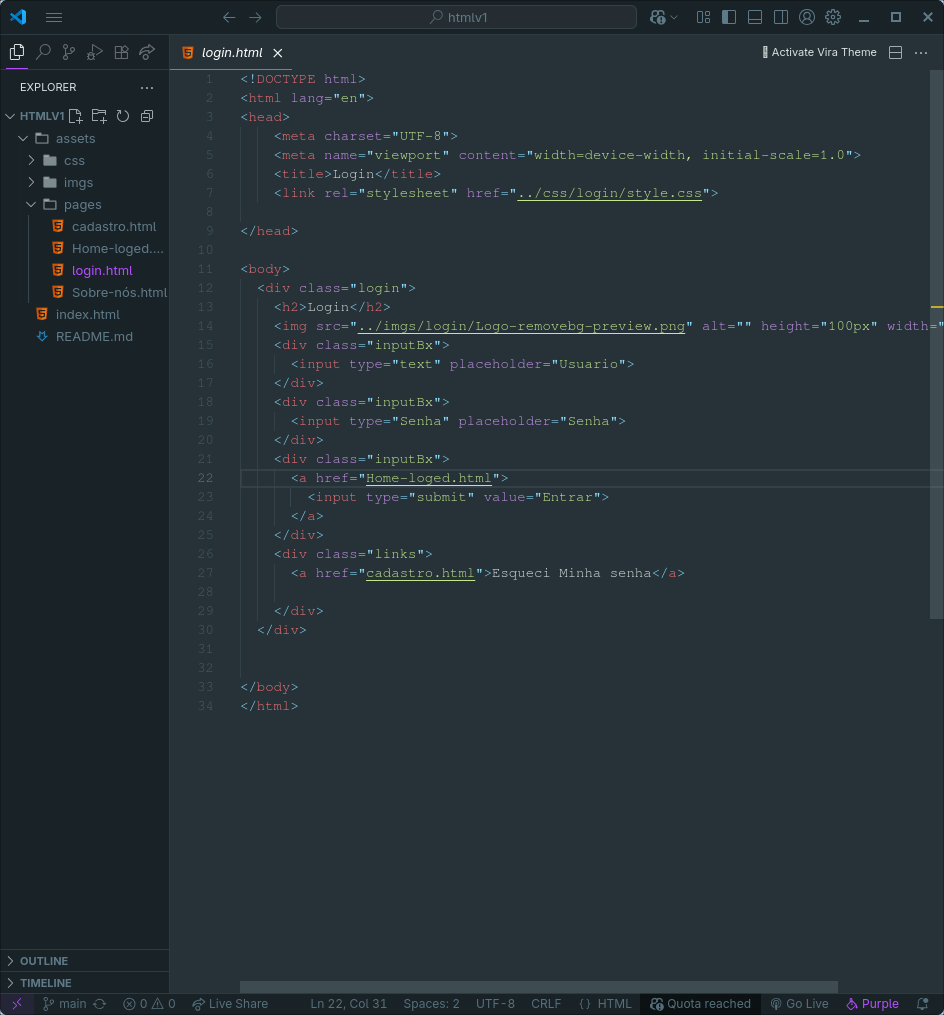 htmlv1
login.html
Activate Vira Theme
EXPLORER
HTMLV1
assets
css
imgs
pages
cadastro.html
Home-loged....
login.html
Sobre-nós.html
index.html
README.md
1 <!DOCTYPE html>
2 <html lang="en">
3 <head>
4 <meta charset="UTF-8">
5 <meta name="viewport" content="width=device-width, initial-scale=1.0">
6 <title>Login</title>
7 <link rel="stylesheet" href="../css/login/style.css">
8
9 </head>
10
11 <body>
12 <div class="login">
13 <h2>Login</h2>
14 <img src="../imgs/login/Logo-removebg-preview.png" alt="" height="100px" width="
15 <div class="inputBx">
16 <input type="text" placeholder="Usuario">
17 </div>
18 <div class="inputBx">
19 <input type="Senha" placeholder="Senha">
20 </div>
21 <div class="inputBx">
22 <a href="Home-loged.html">
23 <input type="submit" value="Entrar">
24 </a>
25 </div>
26 <div class="links">
27 <a href="cadastro.html">Esqueci Minha senha</a>
28
29 </div>
30 </div>
31
32
33 </body>
34 </html>
OUTLINE
TIMELINE
main 0 0 Live Share Ln 22, Col 31 Spaces: 2 UTF-8 CRLF {} HTML Quota reached Go Live Purple